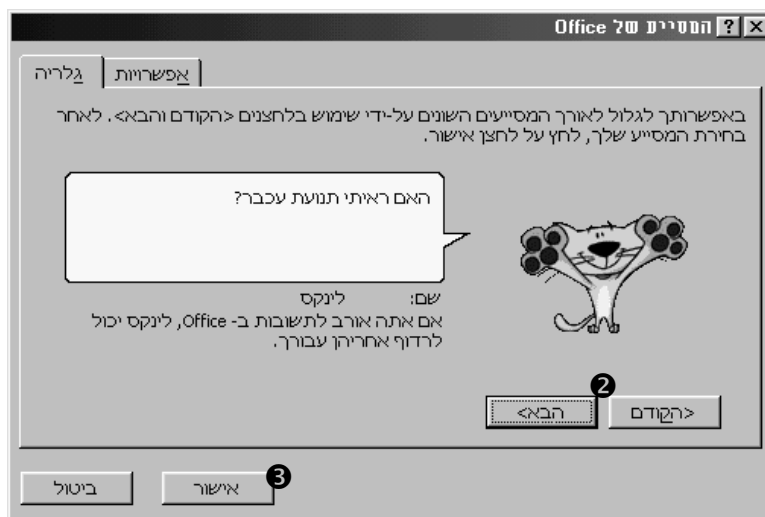 המסייע של Office
גלריה
אפשרויות
באפשרותך לגלול לאורך המסייעים השונים על-ידי שימוש בלחצנים <הקודם והבא>. לאחר
בחירת המסייע שלך, לחץ על לחצן אישור.
האם ראיתי תנועת עכבר?
שם: לינקס
אם אתה אורב לתשובות ב- Office, לינקס יכול
לרדוף אחריהן עבורך.
2
<הקודם
הבא>
3
אישור
ביטול